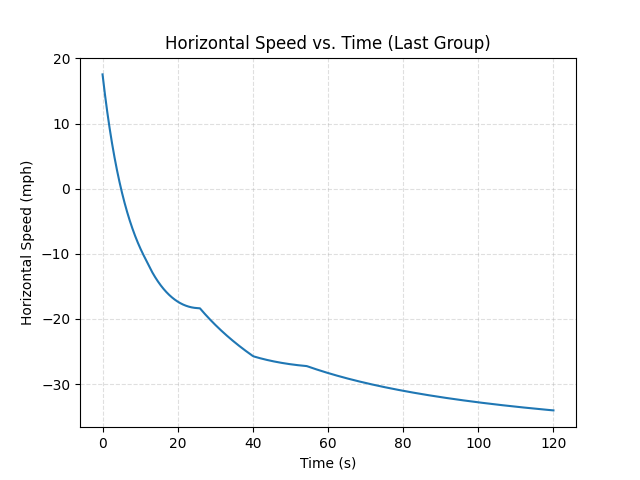 Horizontal Speed vs. Time (Last Group)
20
10
0
−10
−20
−30
Horizontal Speed (mph)
0 20 40 60 80 100 120
Time (s)